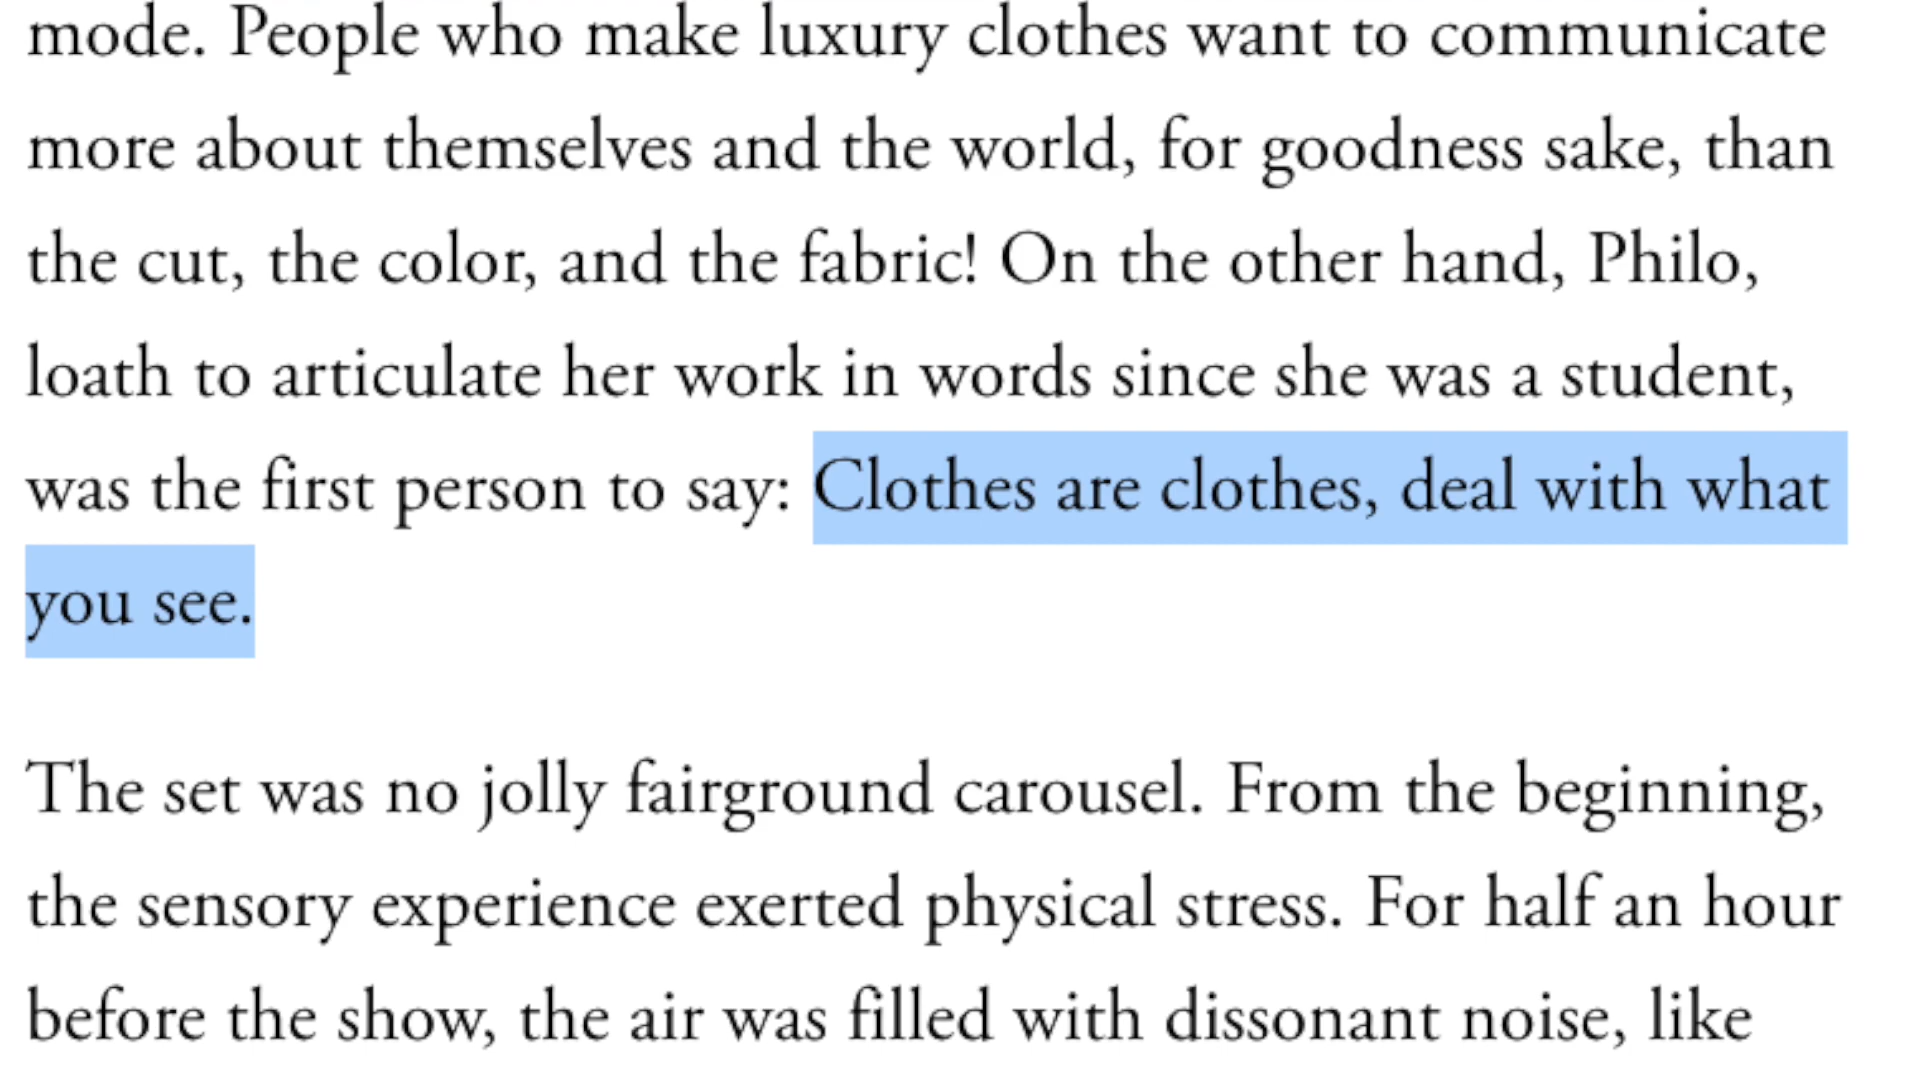 mode. People who make luxury clothes want to communicate
more about themselves and the world, for goodness sake, than
the cut, the color, and the fabric! On the other hand, Philo,
loath to articulate her work in words since she was a student,
was the first person to say: Clothes are clothes, deal with what
you see.
The set was no jolly fairground carousel. From the beginning,
the sensory experience exerted physical stress. For half an hour
before the show, the air was filled with dissonant noise, like